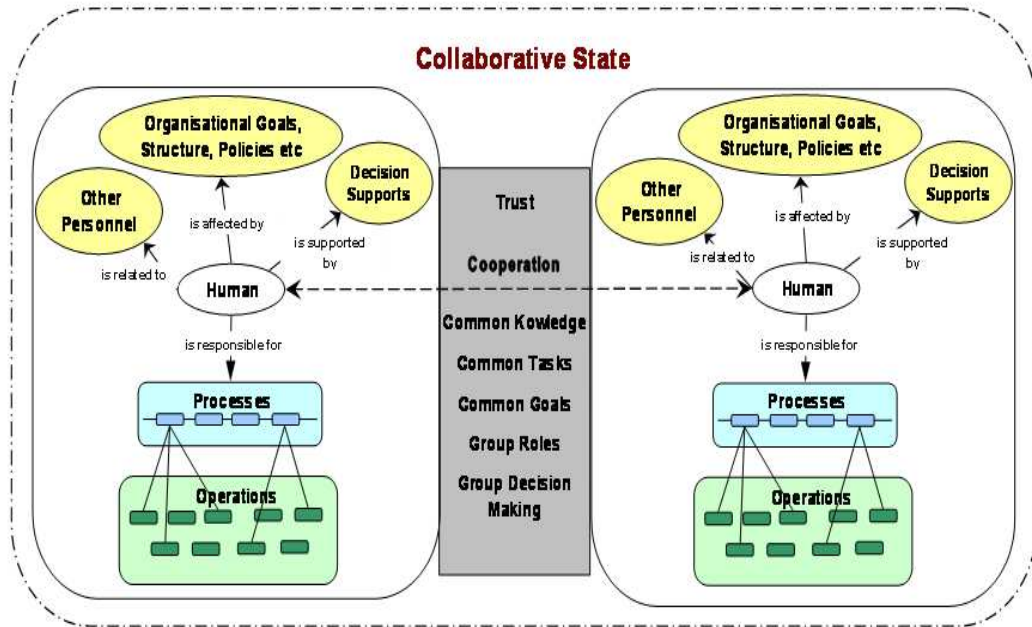 Collaborative State
Organisational Goals,
Structure, Policies etc
Decision
Supports
Other
Personnel
is affected by
is supported
by
is related to
Human
is responsible for
Processes
Operations
Trust
Cooperation
Common Kowledge
Common Tasks
Common Goals
Group Roles
Group Decision
Making
Organisational Goals,
Structure, Policies etc
Decision
Supports
Other
Personnel
is affected by
is supported
by
is related to
Human
is responsible for
Processes
Operations